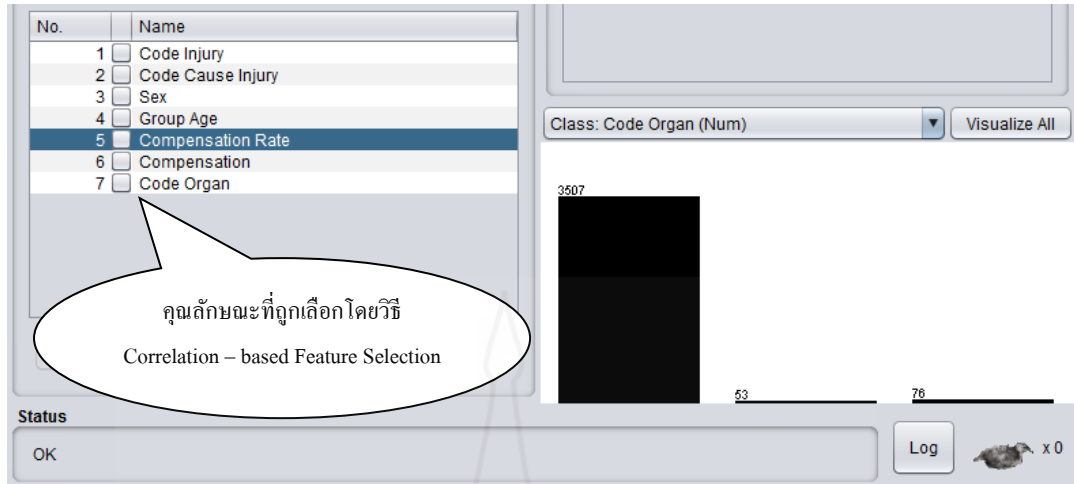 No. Name
1 Code Injury
2 Code Cause Injury
3 Sex
4 Group Age
5 Compensation Rate
6 Compensation
7 Code Organ
คุณลักษณะที่ถูกเลือกโดยวิธี
Correlation – based Feature Selection
Class: Code Organ (Num) Visualize All
3507
53
76
Status
OK
Log
x 0